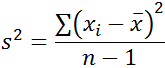 s² = ∑(xᵢ − x̄)² / n − 1